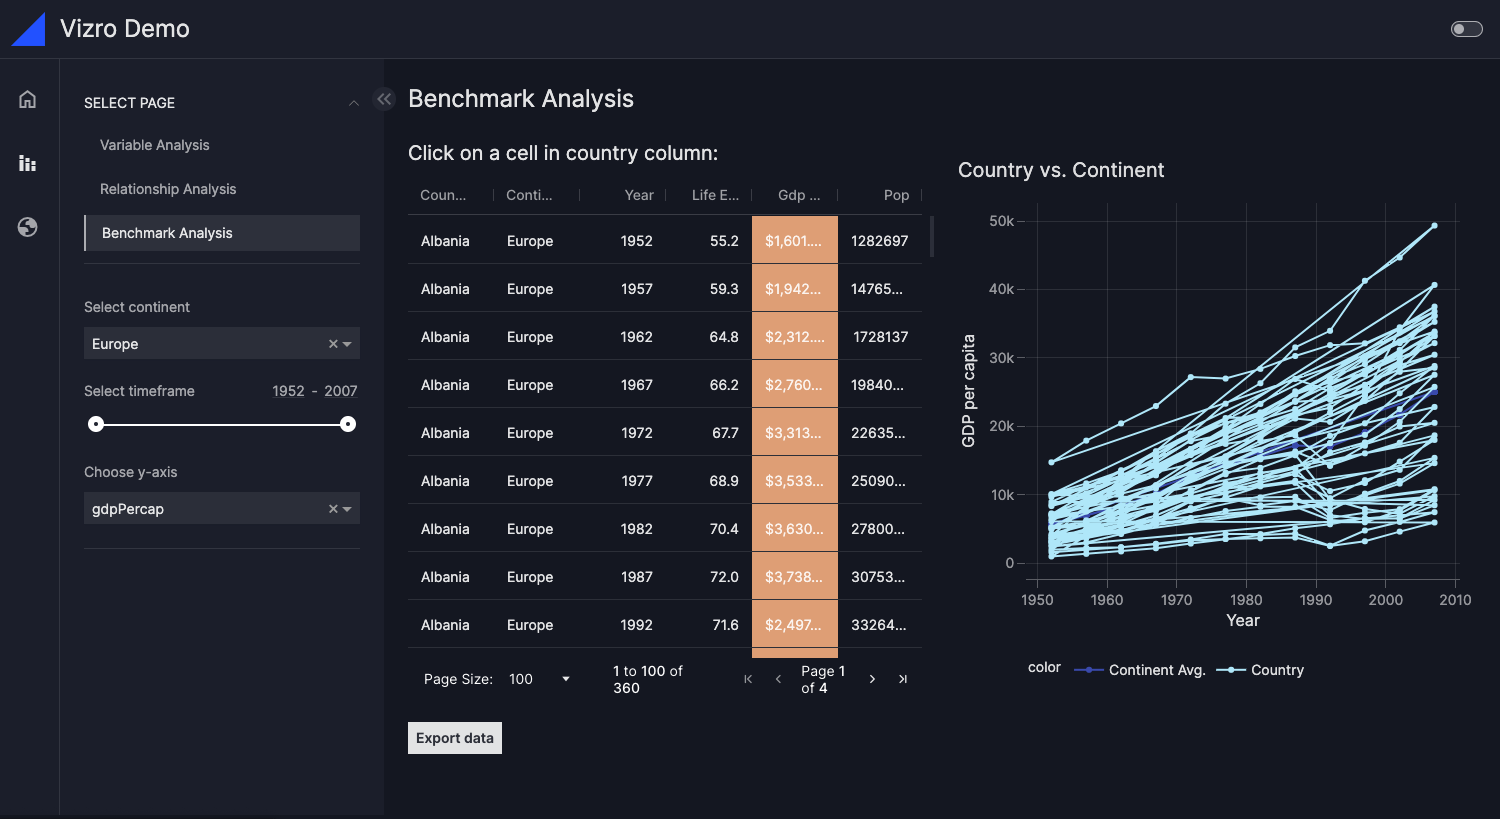 Vizro Demo
SELECT PAGE
Variable Analysis
Relationship Analysis
Benchmark Analysis
Select continent
Europe
Select timeframe 1952 - 2007
Choose y-axis
gdpPercap
Benchmark Analysis
Click on a cell in country column:
Coun... Conti... Year Life E... Gdp ... Pop
Albania Europe 1952 55.2 $1,601.... 1282697
Albania Europe 1957 59.3 $1,942... 14765...
Albania Europe 1962 64.8 $2,312.... 1728137
Albania Europe 1967 66.2 $2,760... 19840...
Albania Europe 1972 67.7 $3,313... 22635...
Albania Europe 1977 68.9 $3,533... 25090...
Albania Europe 1982 70.4 $3,630... 27800...
Albania Europe 1987 72.0 $3,738... 30753...
Albania Europe 1992 71.6 $2,497... 33264...
Page Size: 100
1 to 100 of
360
Page 1
of 4
Export data
Country vs. Continent
GDP per capita
50k
40k
30k
20k
10k
0
1950 1960 1970 1980 1990 2000 2010
Year
color Continent Avg. Country